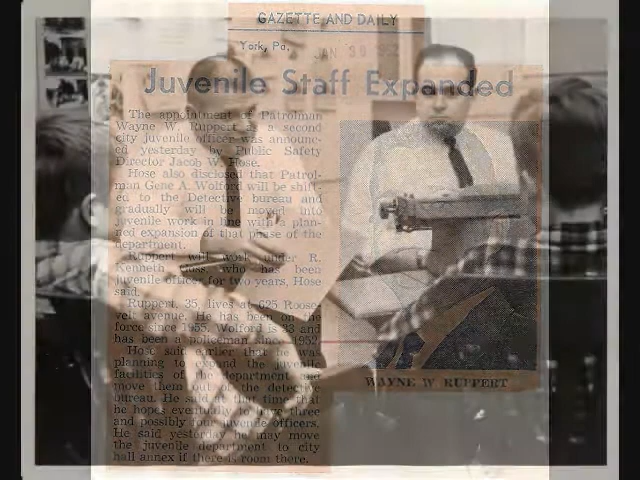 GAZETTE AND DAILY
York, Pa.
JAN 30
Juvenile Staff Expanded
The appointment of Patrolman
Wayne W. Ruppert as a second
city juvenile officer was announc-
ed yesterday by Public Safety
Director Jacob W. Hose.
Hose also disclosed that Patrol-
man Gene A. Wolford will be shift-
ed to the Detective bureau and
gradually will be moved into
juvenile work in line with a plan-
ned expansion of that phase of the
department.
Ruppert will work under R.
Kenneth who has been
juvenile officer for two years, Hose
said.
Ruppert, 35, lives at 625 Roose-
velt avenue. He has been on the
force since 1955. Wolford is 33 and
has been a policeman since 1952.
Hose said earlier that he was
planning to expand the juvenile
facilities of the department and
move them out of the detective
bureau. He said at that time that
he hopes eventually to have three
and possibly four juvenile officers.
He said yesterday he may move
the juvenile department to city
hall annex if there is room there.
WAYNE W RUPPERT